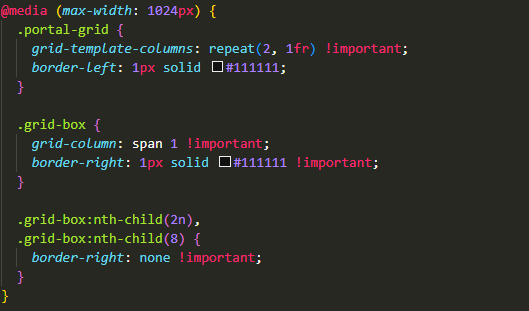 @media (max-width: 1024px) {
  .portal-grid {
    grid-template-columns: repeat(2, 1fr) !important;
    border-left: 1px solid #111111;
  }

  .grid-box {
    grid-column: span 1 !important;
    border-right: 1px solid #111111 !important;
  }

  .grid-box:nth-child(2n),
  .grid-box:nth-child(8) {
    border-right: none !important;
  }
}